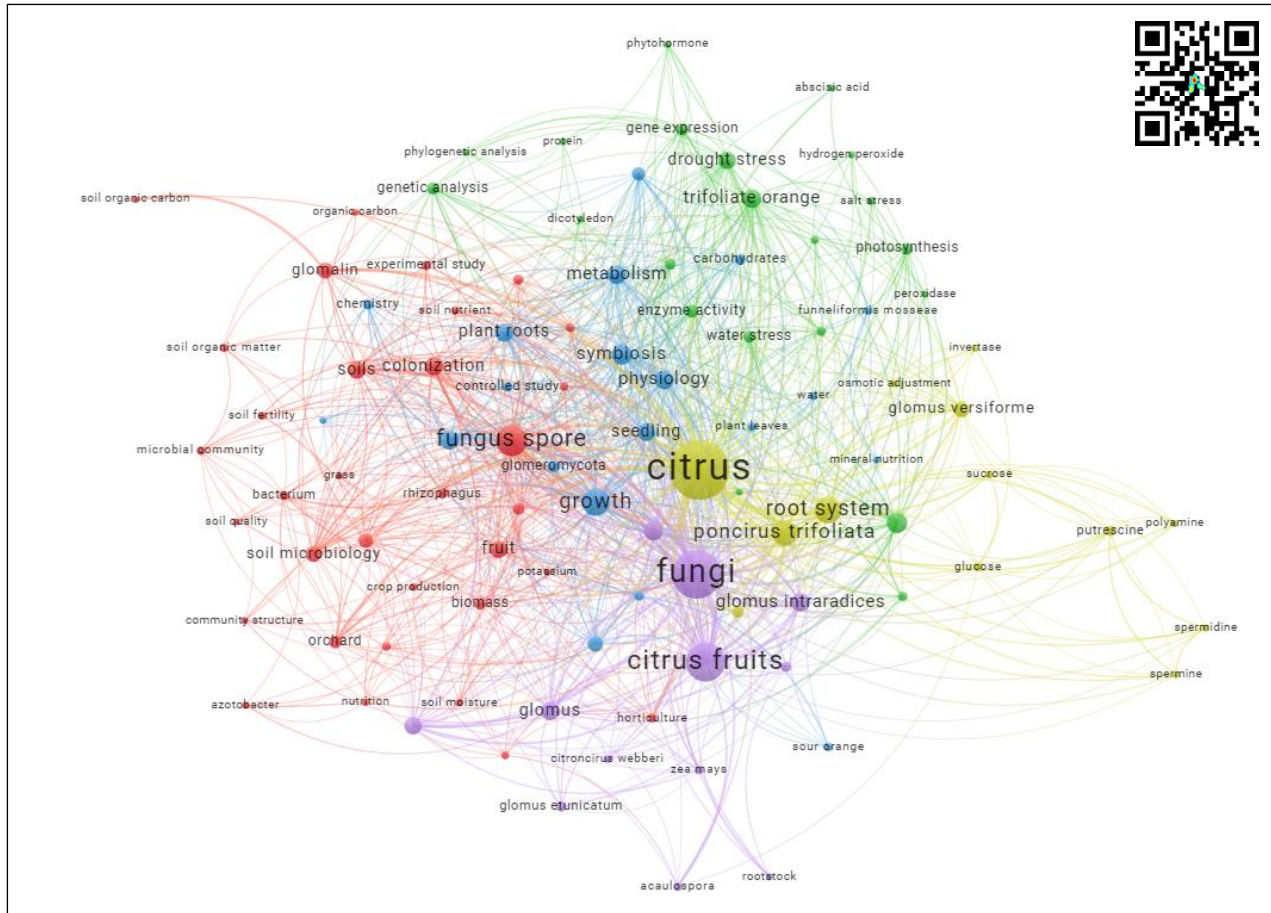 phytohormone
abscisic acid
gene expression
protein
phylogenetic analysis
drought stress
hydrogen peroxide
genetic analysis
trifoliate orange
soil organic carbon
salt stress
organic carbon
dicotyledon
photosynthesis
carbohydrates
experimental study
glomalin
metabolism
peroxidase
chemistry
soil nutrient
enzyme activity
funneliformis mosseae
plant roots
water stress
soil organic matter
invertase
symbiosis
soils
colonization
physiology
controlled study
osmotic adjustment
water
glomus versiforme
soil fertility
plant leaves
seedling
fungus spore
microbial community
mineral nutrition
glomeromycota
citrus
grass
sucrose
bacterium
rhizophagus
growth
root system
soil quality
poncirus trifoliata
polyamine
putrescine
soil microbiology
fruit
glucose
potassium
fungi
crop production
biomass
glomus intraradices
community structure
spermidine
orchard
citrus fruits
spermine
azotobacter
nutrition
soil moisture
glomus
horticulture
sour orange
citroncirus webberi
zea mays
glomus etunicatum
rootstock
acaulospora